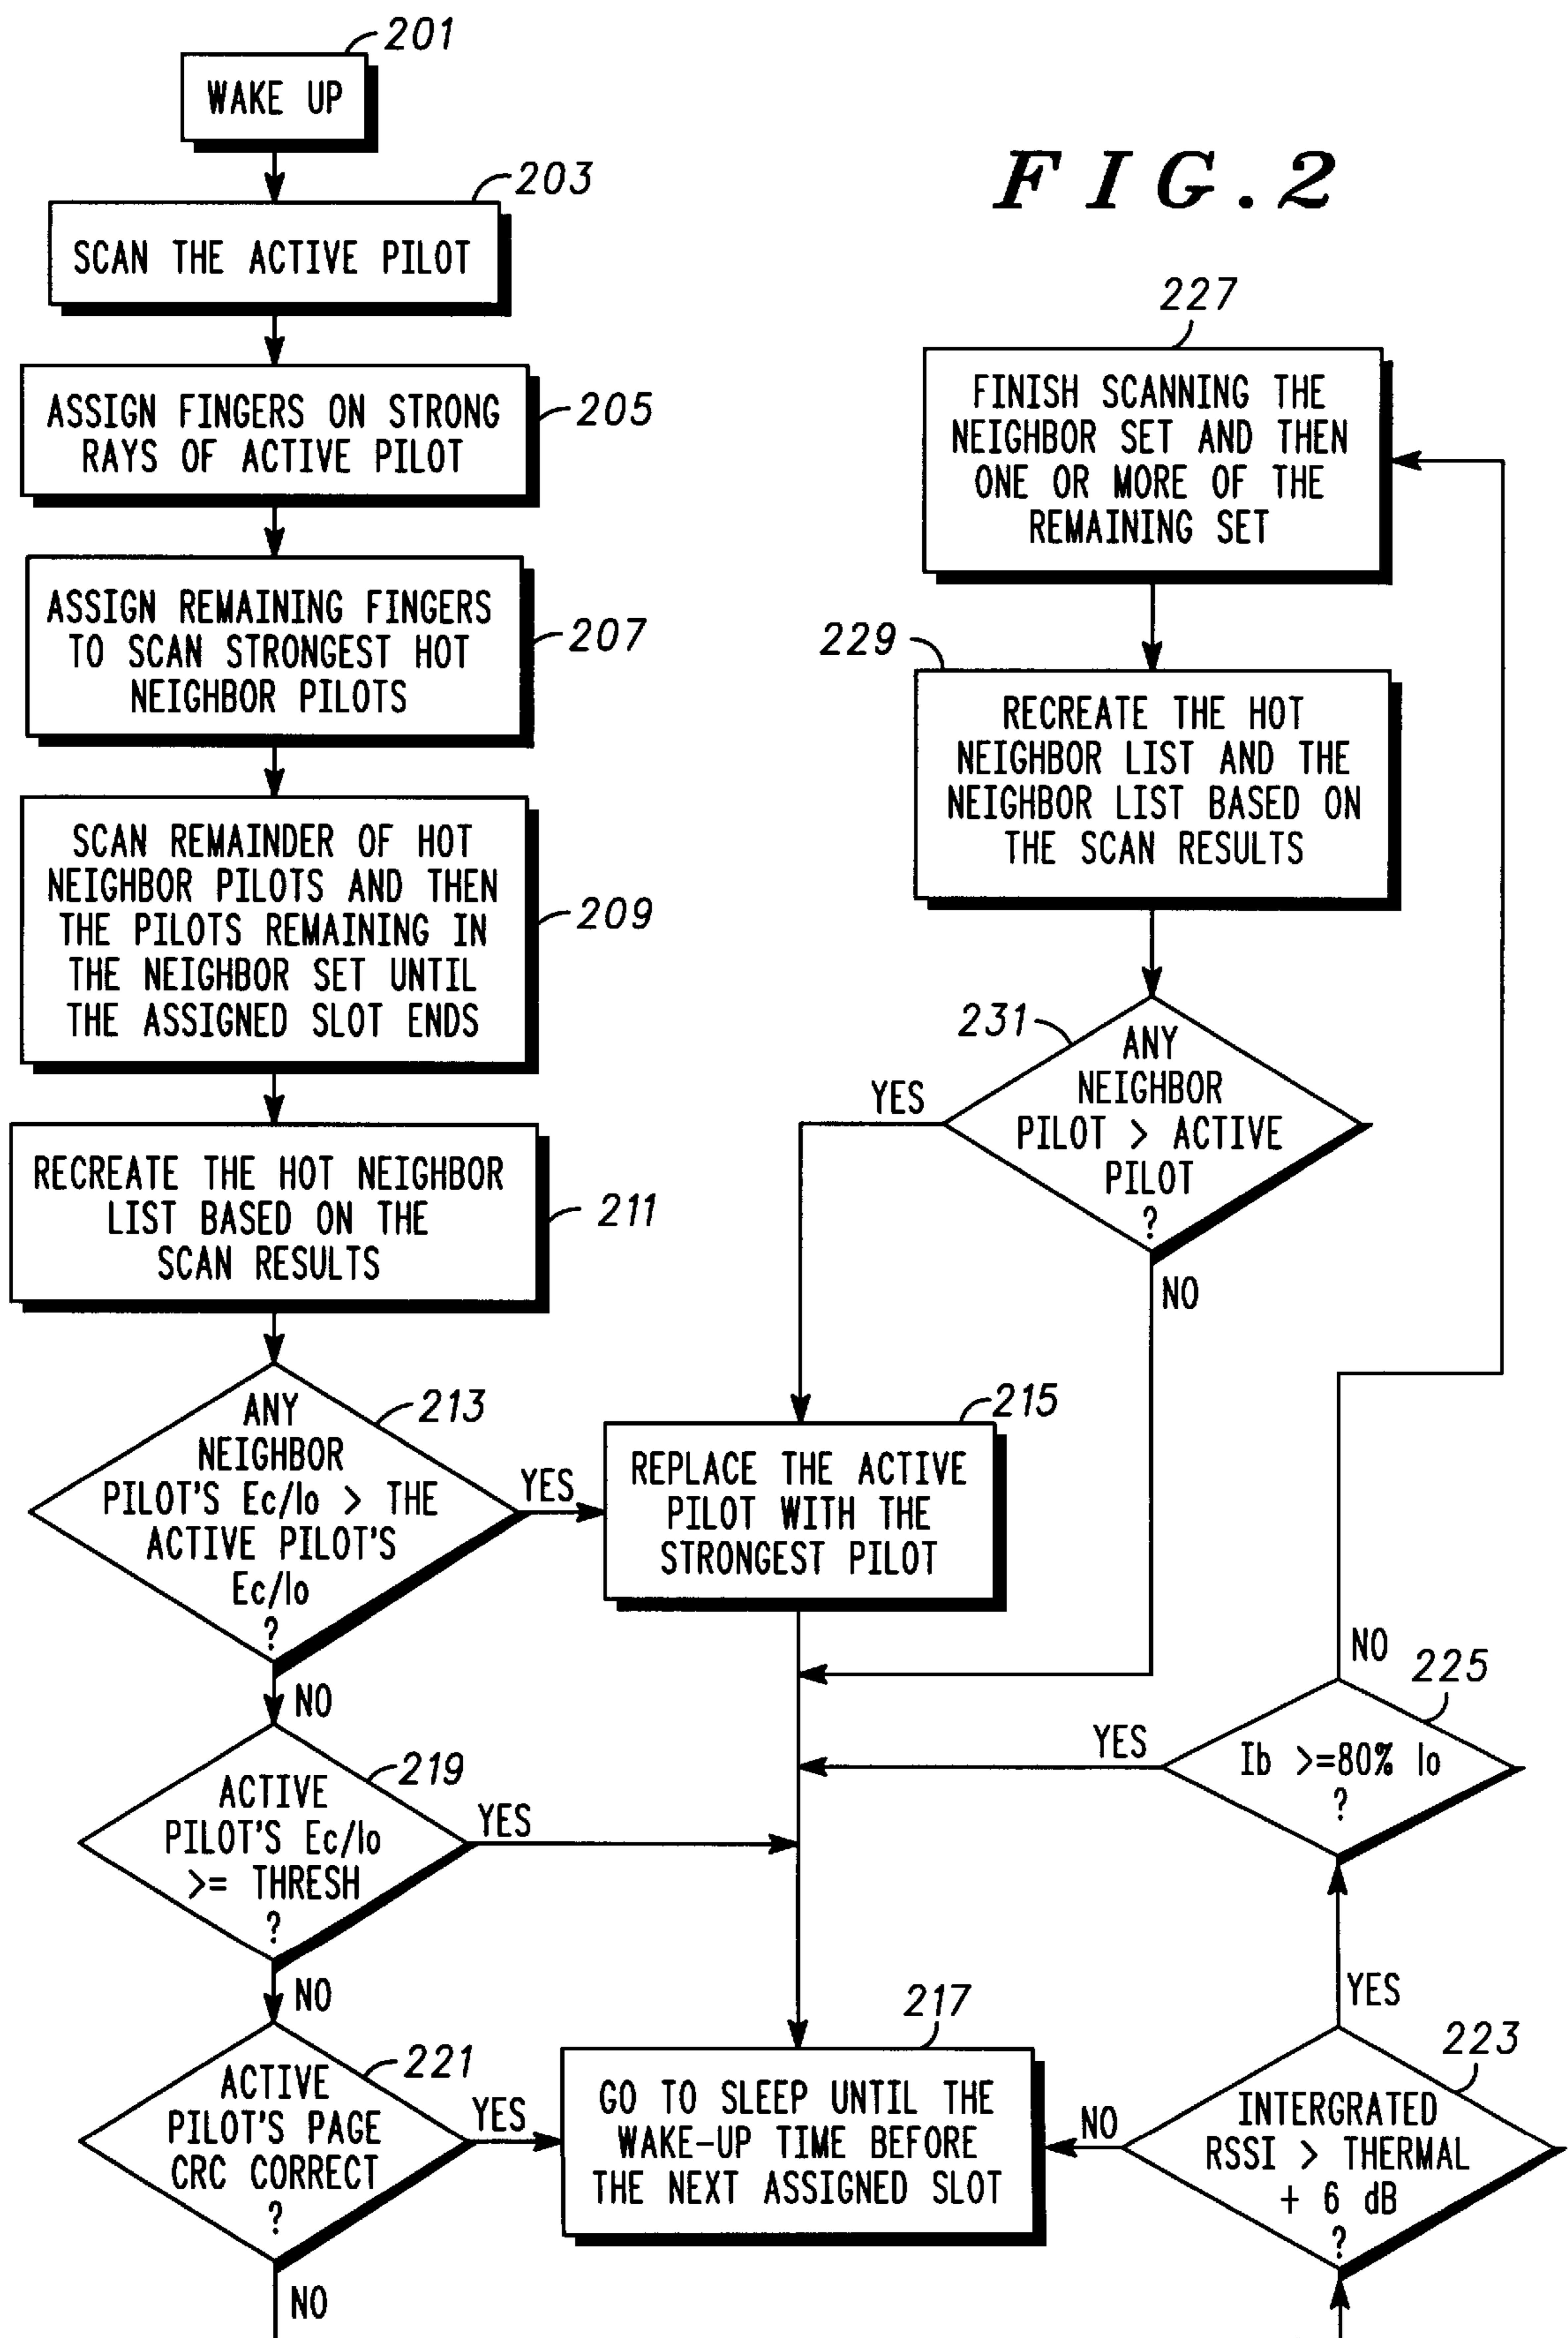 201
WAKE UP
FIG.2
203
SCAN THE ACTIVE PILOT
205
ASSIGN FINGERS ON STRONG
RAYS OF ACTIVE PILOT
207
ASSIGN REMAINING FINGERS
TO SCAN STRONGEST HOT
NEIGHBOR PILOTS
209
SCAN REMAINDER OF HOT
NEIGHBOR PILOTS AND THEN
THE PILOTS REMAINING IN
THE NEIGHBOR SET UNTIL
THE ASSIGNED SLOT ENDS
211
RECREATE THE HOT NEIGHBOR
LIST BASED ON THE
SCAN RESULTS
213
ANY
NEIGHBOR
PILOT'S Ec/Io > THE
ACTIVE PILOT'S
Ec/Io
?
YES
NO
215
REPLACE THE ACTIVE
PILOT WITH THE
STRONGEST PILOT
219
ACTIVE
PILOT'S Ec/Io
>= THRESH
?
YES
NO
221
ACTIVE
PILOT'S PAGE
CRC CORRECT
?
YES
NO
217
GO TO SLEEP UNTIL THE
WAKE-UP TIME BEFORE
THE NEXT ASSIGNED SLOT
223
INTERGRATED
RSSI > THERMAL
+ 6 dB
?
NO
YES
225
Ib >=80% Io
?
YES
NO
227
FINISH SCANNING THE
NEIGHBOR SET AND THEN
ONE OR MORE OF THE
REMAINING SET
229
RECREATE THE HOT
NEIGHBOR LIST AND THE
NEIGHBOR LIST BASED ON
THE SCAN RESULTS
231
ANY
NEIGHBOR
PILOT > ACTIVE
PILOT
?
YES
NO